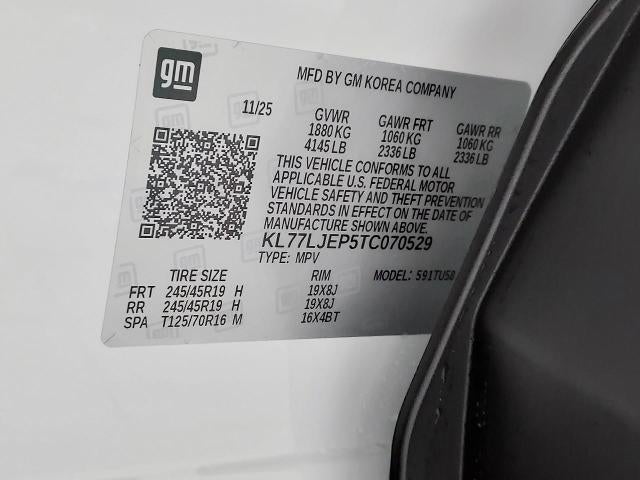 gm
MFD BY GM KOREA COMPANY
11/25 GVWR GAWR FRT GAWR RR
1880 KG 1060 KG 1060 KG
4145 LB 2336 LB 2336 LB
THIS VEHICLE CONFORMS TO ALL
APPLICABLE U.S. FEDERAL MOTOR
VEHICLE SAFETY AND THEFT PREVENTION
STANDARDS IN EFFECT ON THE DATE OF
MANUFACTURE SHOWN ABOVE.
KL77LJEP5TC070529
TYPE: MPV
TIRE SIZE RIM MODEL: 591TU58
FRT 245/45R19 H 19X8J
RR 245/45R19 H 19X8J
SPA T125/70R16 M 16X4BT